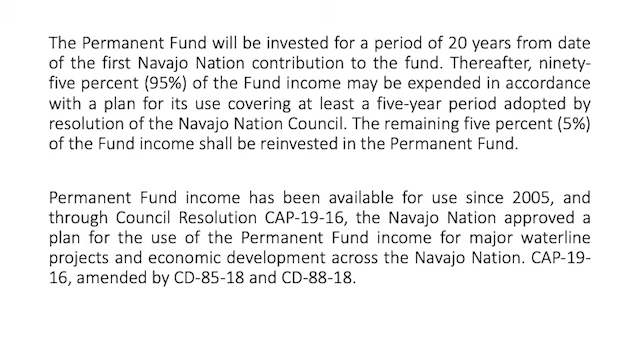 The Permanent Fund will be invested for a period of 20 years from date
of the first Navajo Nation contribution to the fund. Thereafter, ninety-
five percent (95%) of the Fund income may be expended in accordance
with a plan for its use covering at least a five-year period adopted by
resolution of the Navajo Nation Council. The remaining five percent (5%)
of the Fund income shall be reinvested in the Permanent Fund.
Permanent Fund income has been available for use since 2005, and
through Council Resolution CAP-19-16, the Navajo Nation approved a
plan for the use of the Permanent Fund income for major waterline
projects and economic development across the Navajo Nation. CAP-19-
16, amended by CD-85-18 and CD-88-18.